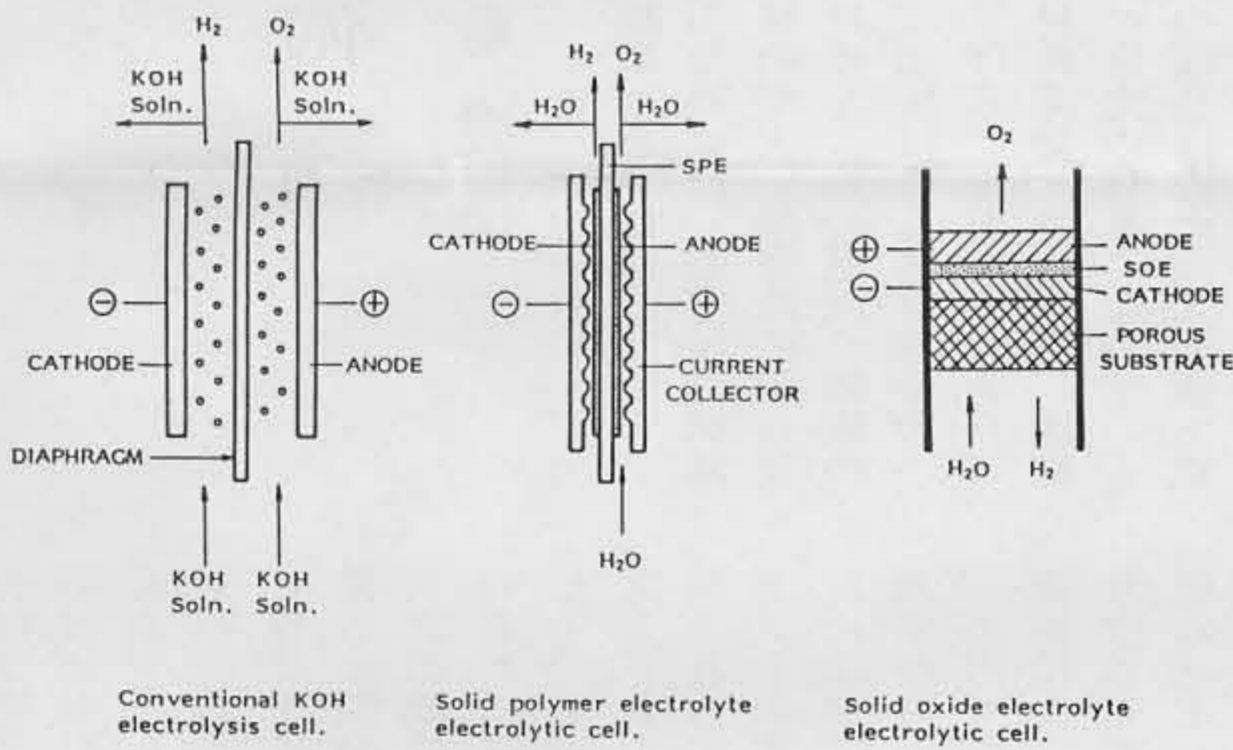 H₂ O₂
KOH
Soln.
KOH
Soln.
⊖
⊕
CATHODE
ANODE
DIAPHRAGM
KOH
Soln.
KOH
Soln.
Conventional KOH
electrolysis cell.
H₂ O₂
H₂O
H₂O
SPE
CATHODE
ANODE
⊖
⊕
CURRENT
COLLECTOR
H₂O
Solid polymer electrolyte
electrolytic cell.
O₂
⊕
⊖
ANODE
SOE
CATHODE
POROUS
SUBSTRATE
H₂O
H₂
Solid oxide electrolyte
electrolytic cell.